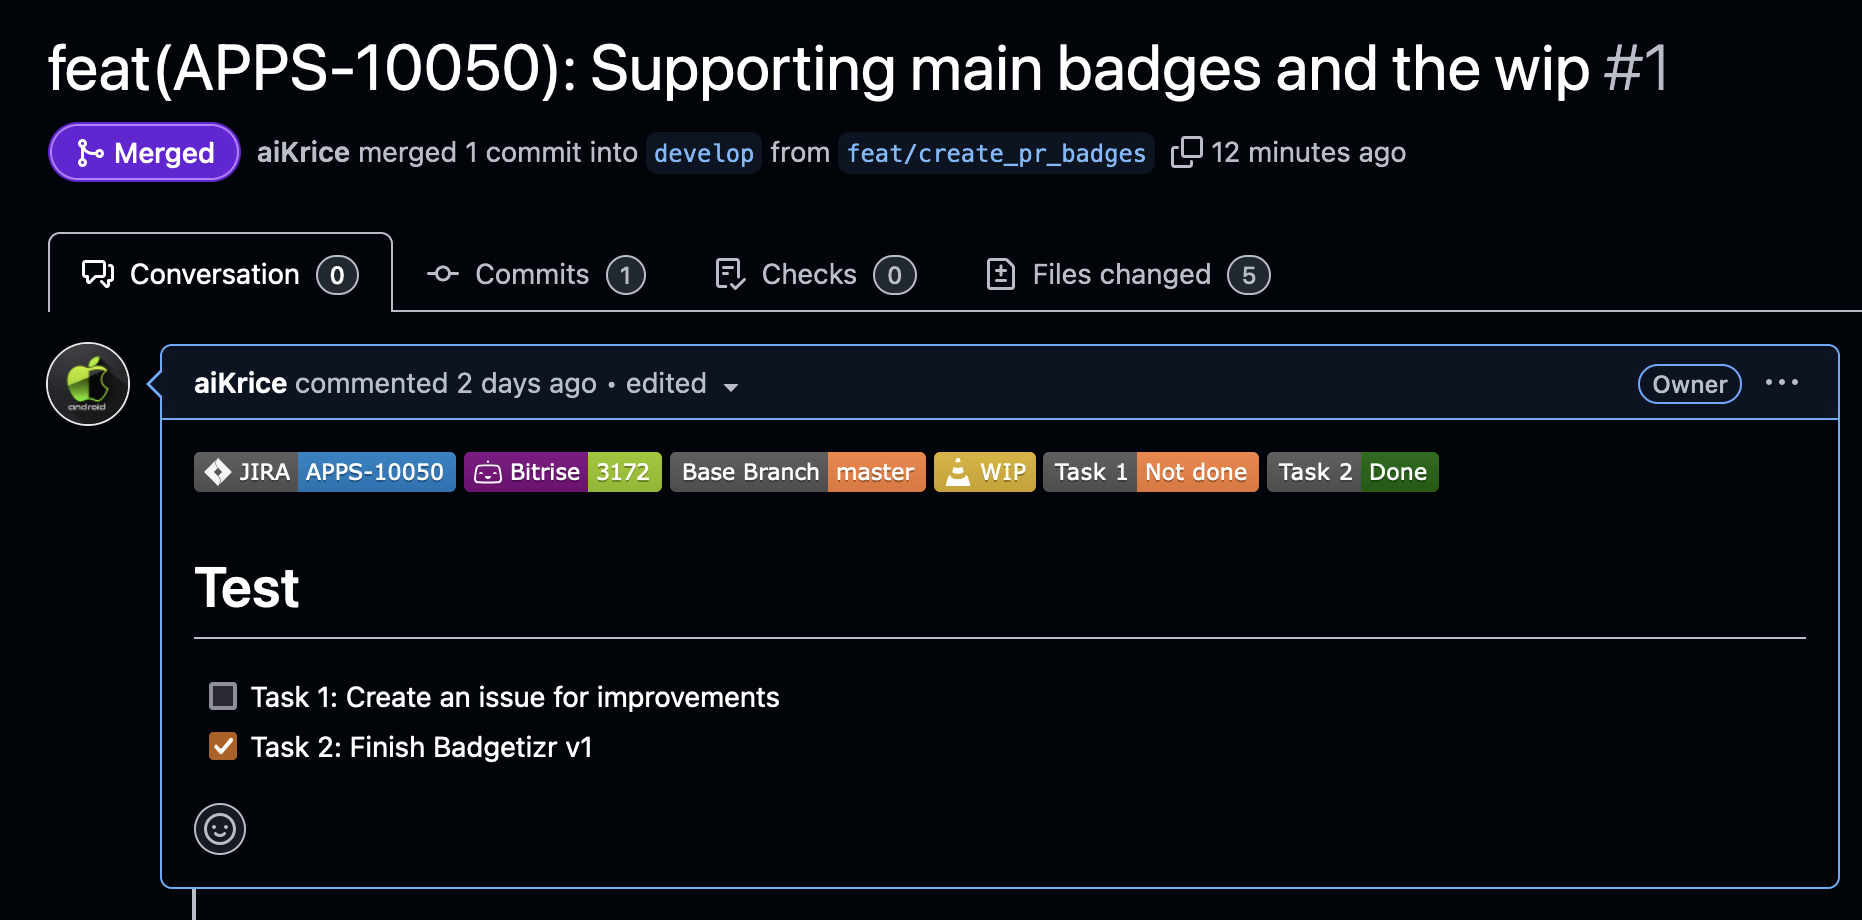 feat(APPS-10050): Supporting main badges and the wip #1
Merged aiKrice merged 1 commit into develop from feat/create_pr_badges 12 minutes ago
Conversation 0 Commits 1 Checks 0 Files changed 5
android
aiKrice commented 2 days ago • edited Owner
JIRA APPS-10050 Bitrise 3172 Base Branch master WIP Task 1 Not done Task 2 Done
Test
Task 1: Create an issue for improvements
Task 2: Finish Badgetizr v1